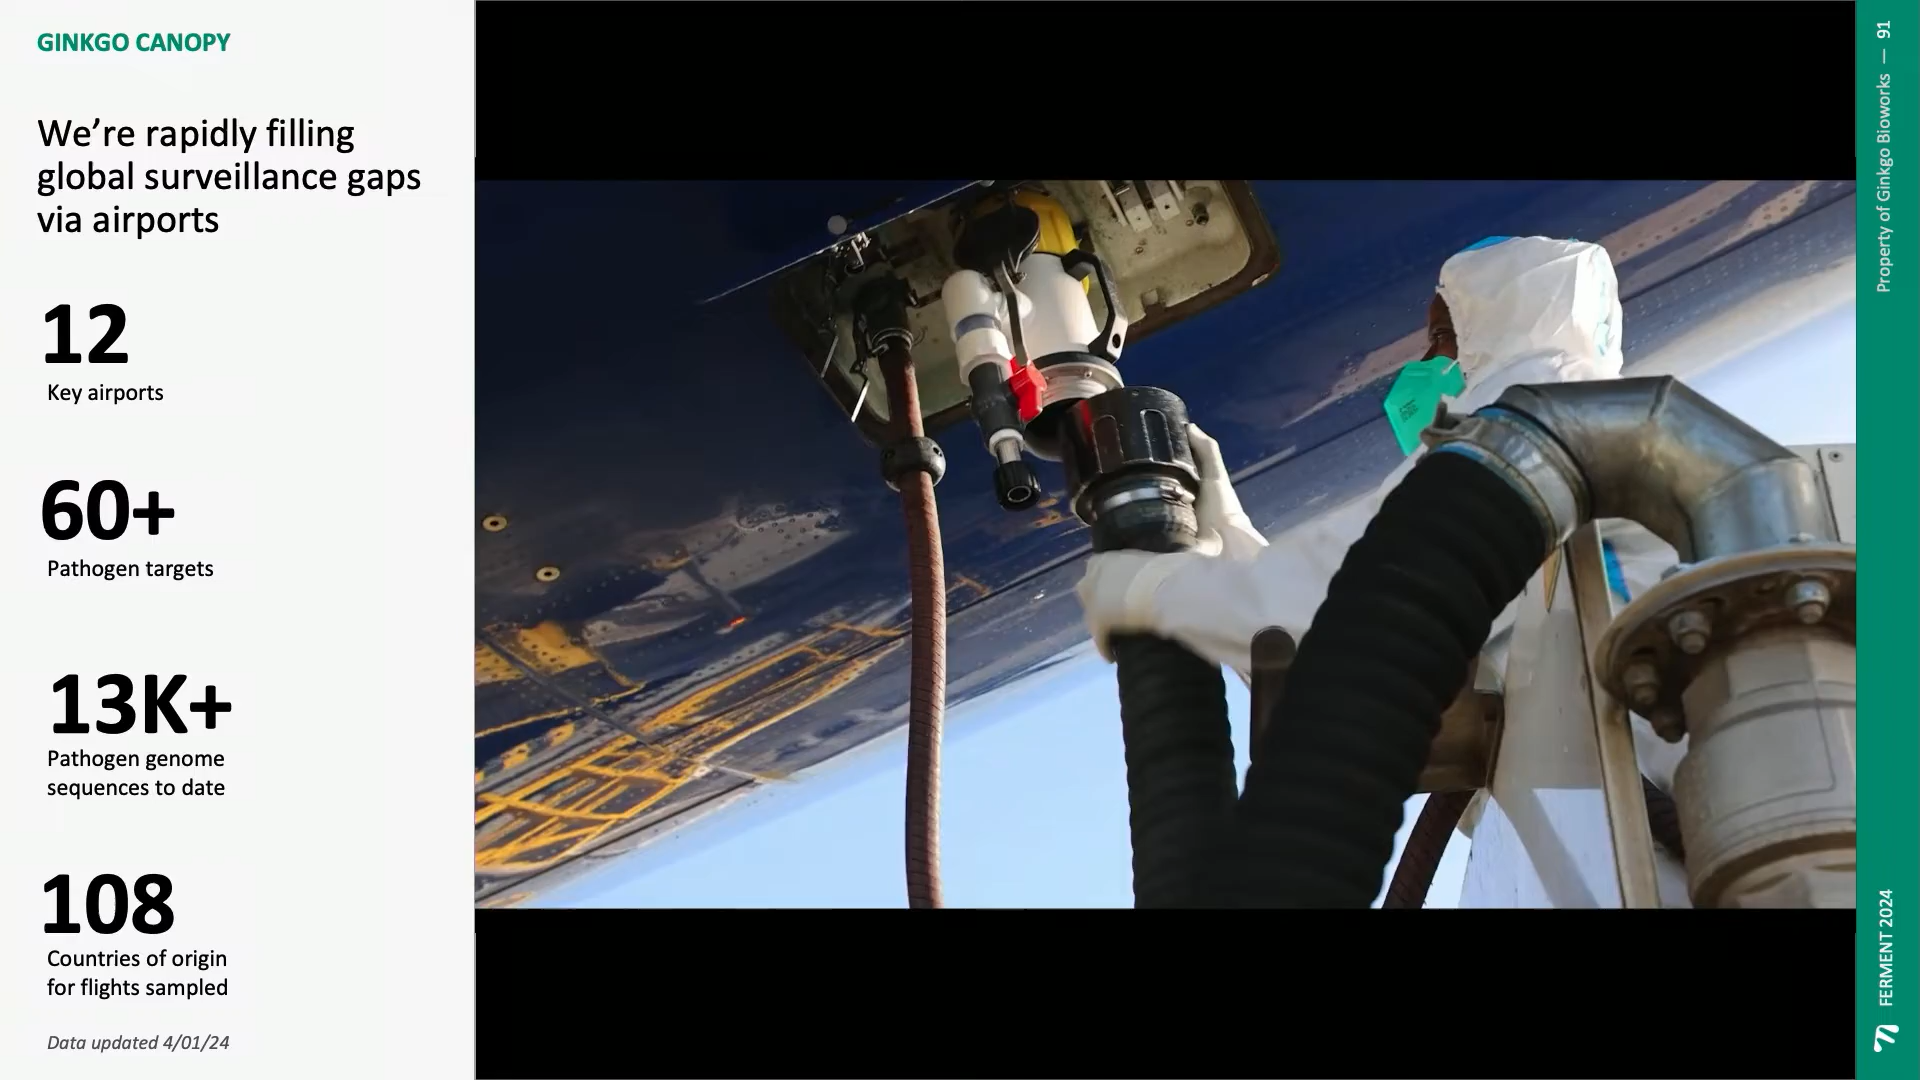 GINKGO CANOPY
We’re rapidly filling
global surveillance gaps
via airports
12
Key airports
60+
Pathogen targets
13K+
Pathogen genome
sequences to date
108
Countries of origin
for flights sampled
Data updated 4/01/24
Property of Ginkgo Bioworks — 91
FERMENT 2024